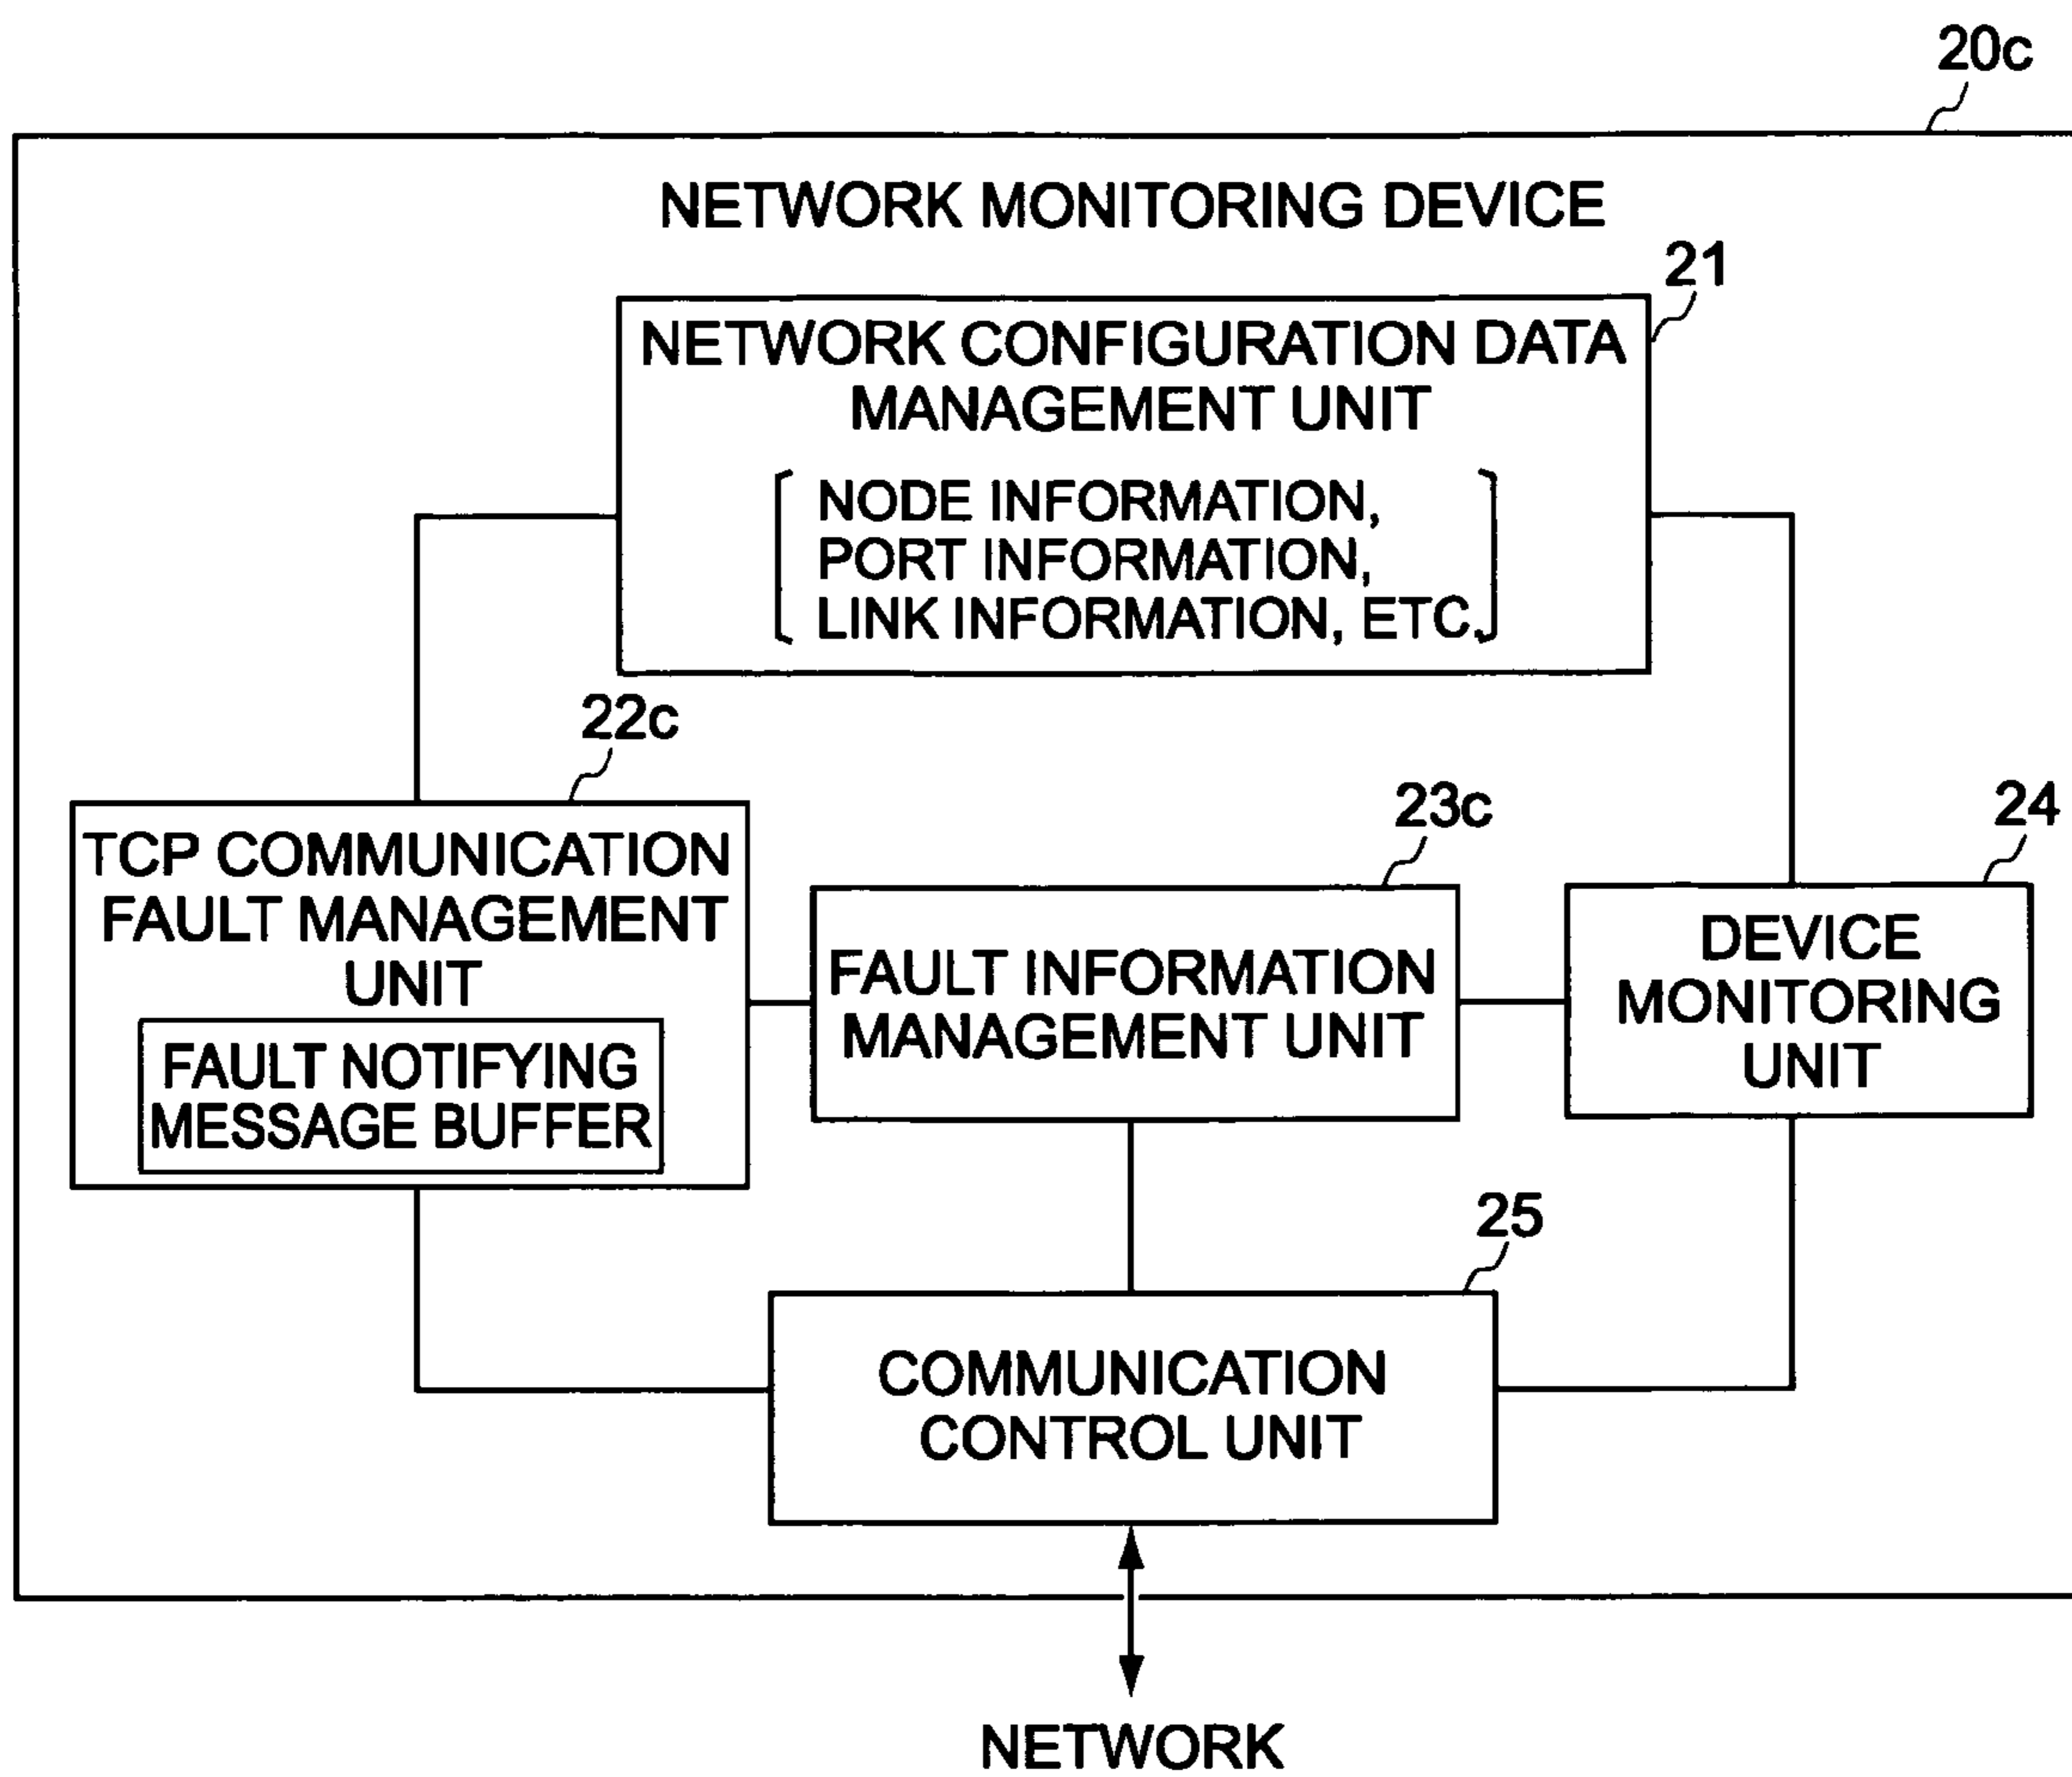 20c
NETWORK MONITORING DEVICE
21
NETWORK CONFIGURATION DATA
MANAGEMENT UNIT
NODE INFORMATION,
PORT INFORMATION,
LINK INFORMATION, ETC.
22c
TCP COMMUNICATION
FAULT MANAGEMENT
UNIT
FAULT NOTIFYING
MESSAGE BUFFER
23c
FAULT INFORMATION
MANAGEMENT UNIT
24
DEVICE
MONITORING
UNIT
25
COMMUNICATION
CONTROL UNIT
NETWORK